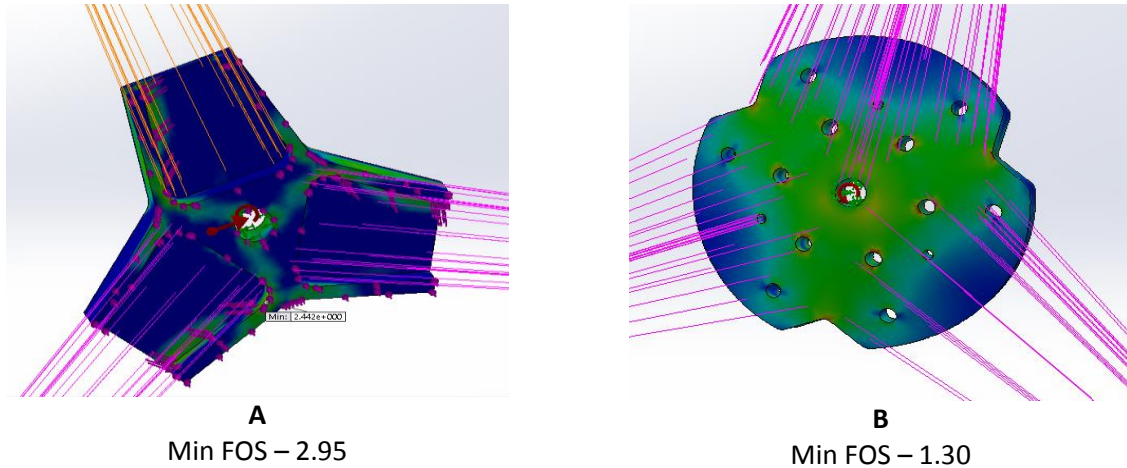 Min: 2.442e+000
A
Min FOS – 2.95
B
Min FOS – 1.30